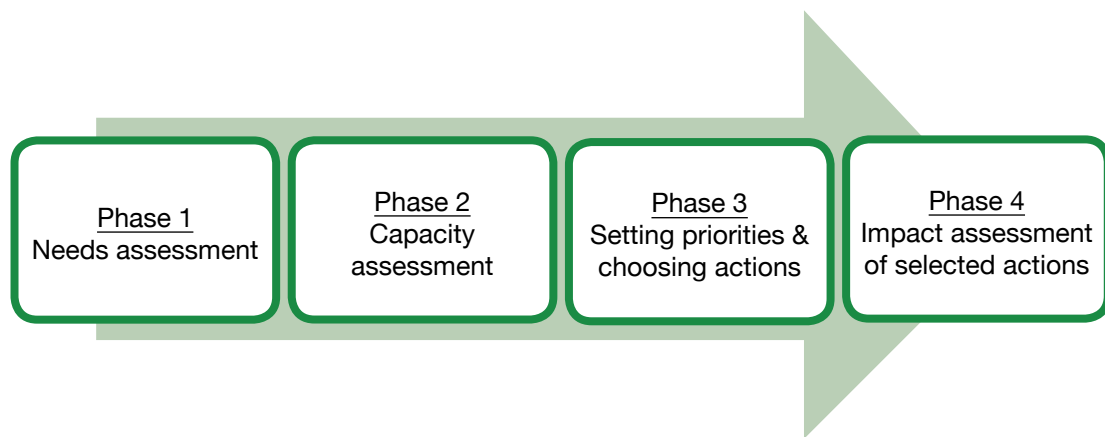 Phase 1
Needs assessment
Phase 2
Capacity
assessment
Phase 3
Setting priorities &
choosing actions
Phase 4
Impact assessment
of selected actions